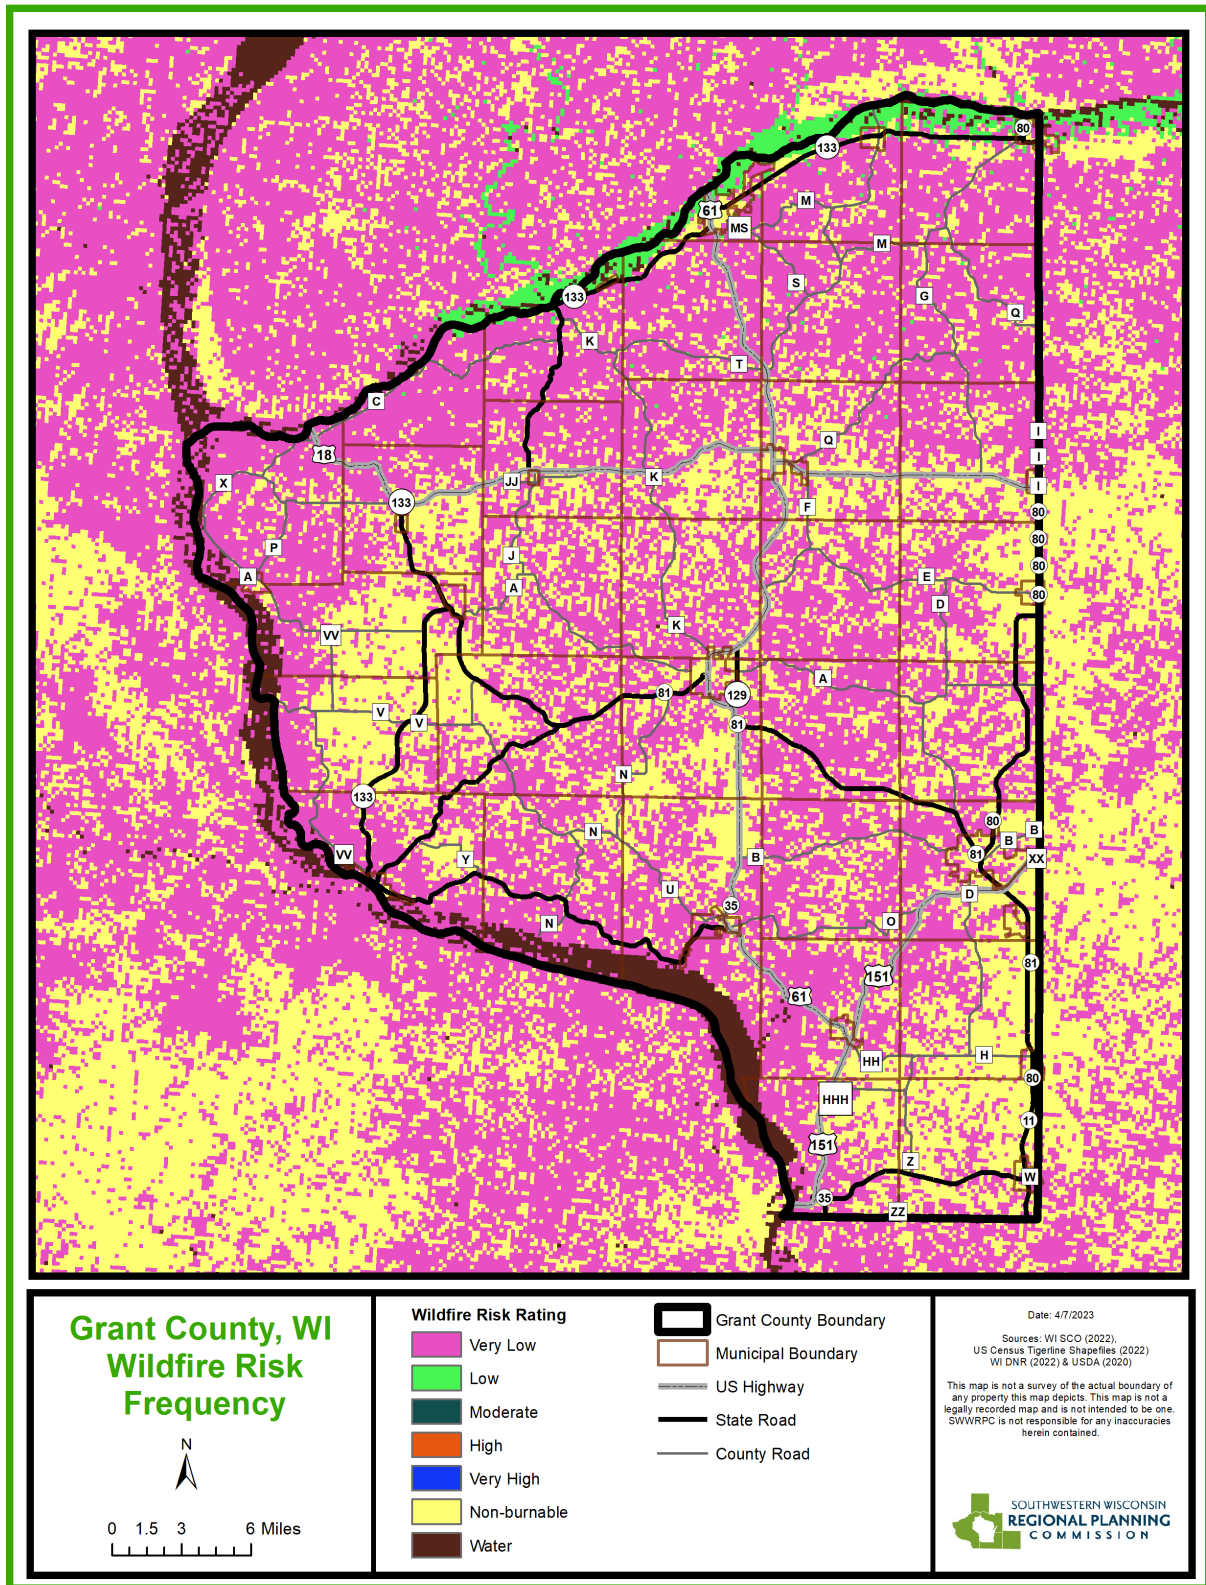 80
133
61
M
MS
M
S
G
133
Q
K
T
C
I
Q
18
I
K
JJ
X
I
133
F
80
80
P
J
80
A
E
A
80
D
K
VV
A
81
129
V
V
81
N
133
80
N
B
B
VV
81
B
Y
XX
U
D
35
N
O
81
151
61
H
HH
80
HHH
11
151
Z
W
35
ZZ
Grant County, WI
Wildfire Risk
Frequency
N
0 1.5 3 6 Miles
Wildfire Risk Rating
Very Low
Low
Moderate
High
Very High
Non-burnable
Water
Grant County Boundary
Municipal Boundary
US Highway
State Road
County Road
Date: 4/7/2023
Sources: WI SCO (2022),
US Census Tigerline Shapefiles (2022)
WI DNR (2022) & USDA (2020)
This map is not a survey of the actual boundary of
any property this map depicts. This map is not a
legally recorded map and is not intended to be one.
SWWRPC is not responsible for any inaccuracies
herein contained.
SOUTHWESTERN WISCONSIN
REGIONAL PLANNING
COMMISSION